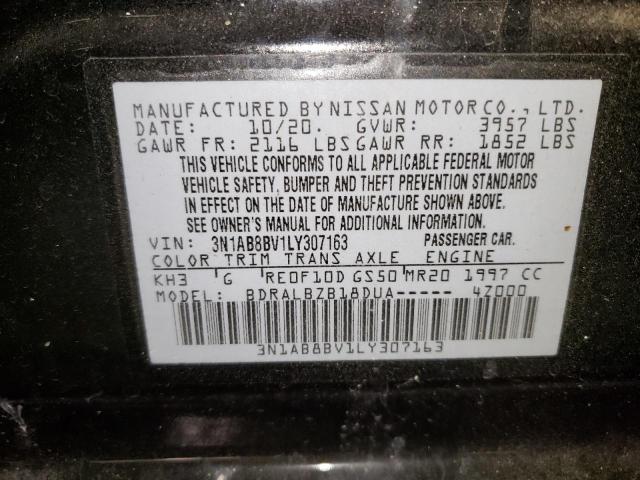 MANUFACTURED BY NISSAN MOTOR CO., LTD.
DATE: 10/20. GVWR: 3957 LBS
GAWR FR: 2116 LBS GAWR RR: 1852 LBS
THIS VEHICLE CONFORMS TO ALL APPLICABLE FEDERAL MOTOR
VEHICLE SAFETY, BUMPER AND THEFT PREVENTION STANDARDS
IN EFFECT ON THE DATE OF MANUFACTURE SHOWN ABOVE.
SEE OWNER'S MANUAL FOR ADDITIONAL INFORMATION
VIN: 3N1AB8BV1LY307163 PASSENGER CAR.
COLOR TRIM TRANS AXLE ENGINE
KH3 G RE0F10D GS50 MR20 1997 CC
MODEL: BDRALBZB18DUA----- 4Z000
3N1AB8BV1LY307163